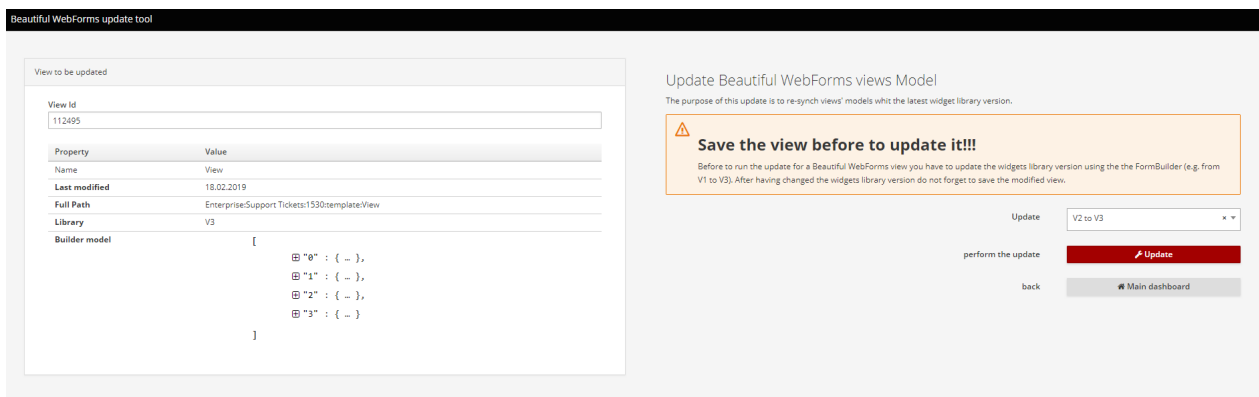 Beautiful WebForms update tool
View to be updated
View Id
112495
Property Value
Name View
Last modified 18.02.2019
Full Path Enterprise:Support Tickets:1530:template:View
Library V3
Builder model [
"0" : { … },
"1" : { … },
"2" : { … },
"3" : { … }
]
Update Beautiful WebForms views Model
The purpose of this update is to re-synch views' models whit the latest widget library version.
Save the view before to update it!!!
Before to run the update for a Beautiful WebForms view you have to update the widgets library version using the the FormBuilder (e.g. from
V1 to V3). After having changed the widgets library version do not forget to save the modified view.
Update V2 to V3
perform the update Update
back Main dashboard